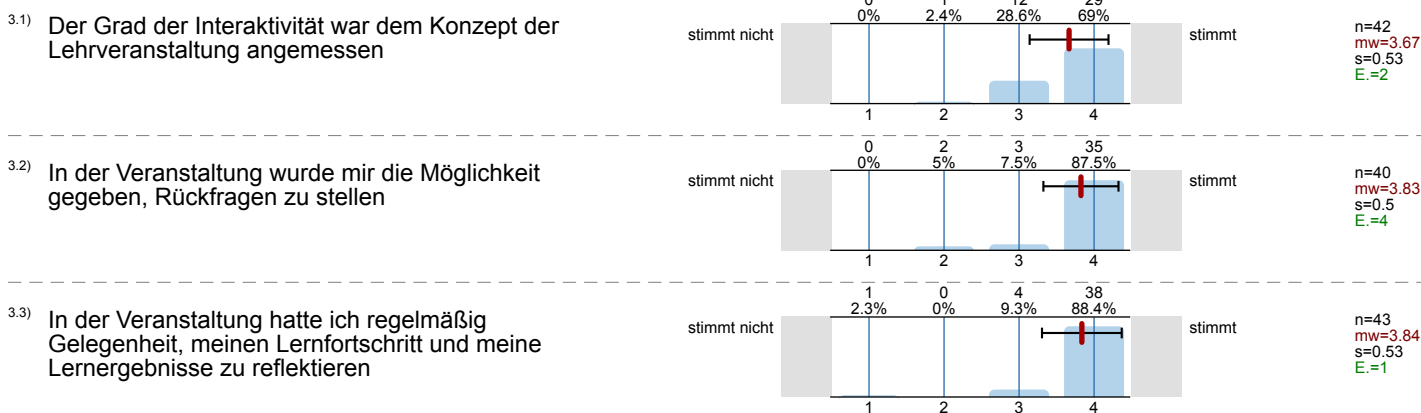 0 1 12 29
0% 2.4% 28.6% 69%
3.1) Der Grad der Interaktivität war dem Konzept der
Lehrveranstaltung angemessen
stimmt nicht
stimmt
n=42
mw=3.67
s=0.53
E.=2
1 2 3 4
0 2 3 35
0% 5% 7.5% 87.5%
3.2) In der Veranstaltung wurde mir die Möglichkeit
gegeben, Rückfragen zu stellen
stimmt nicht
stimmt
n=40
mw=3.83
s=0.5
E.=4
1 2 3 4
1 0 4 38
2.3% 0% 9.3% 88.4%
3.3) In der Veranstaltung hatte ich regelmäßig
Gelegenheit, meinen Lernfortschritt und meine
Lernergebnisse zu reflektieren
stimmt nicht
stimmt
n=43
mw=3.84
s=0.53
E.=1
1 2 3 4